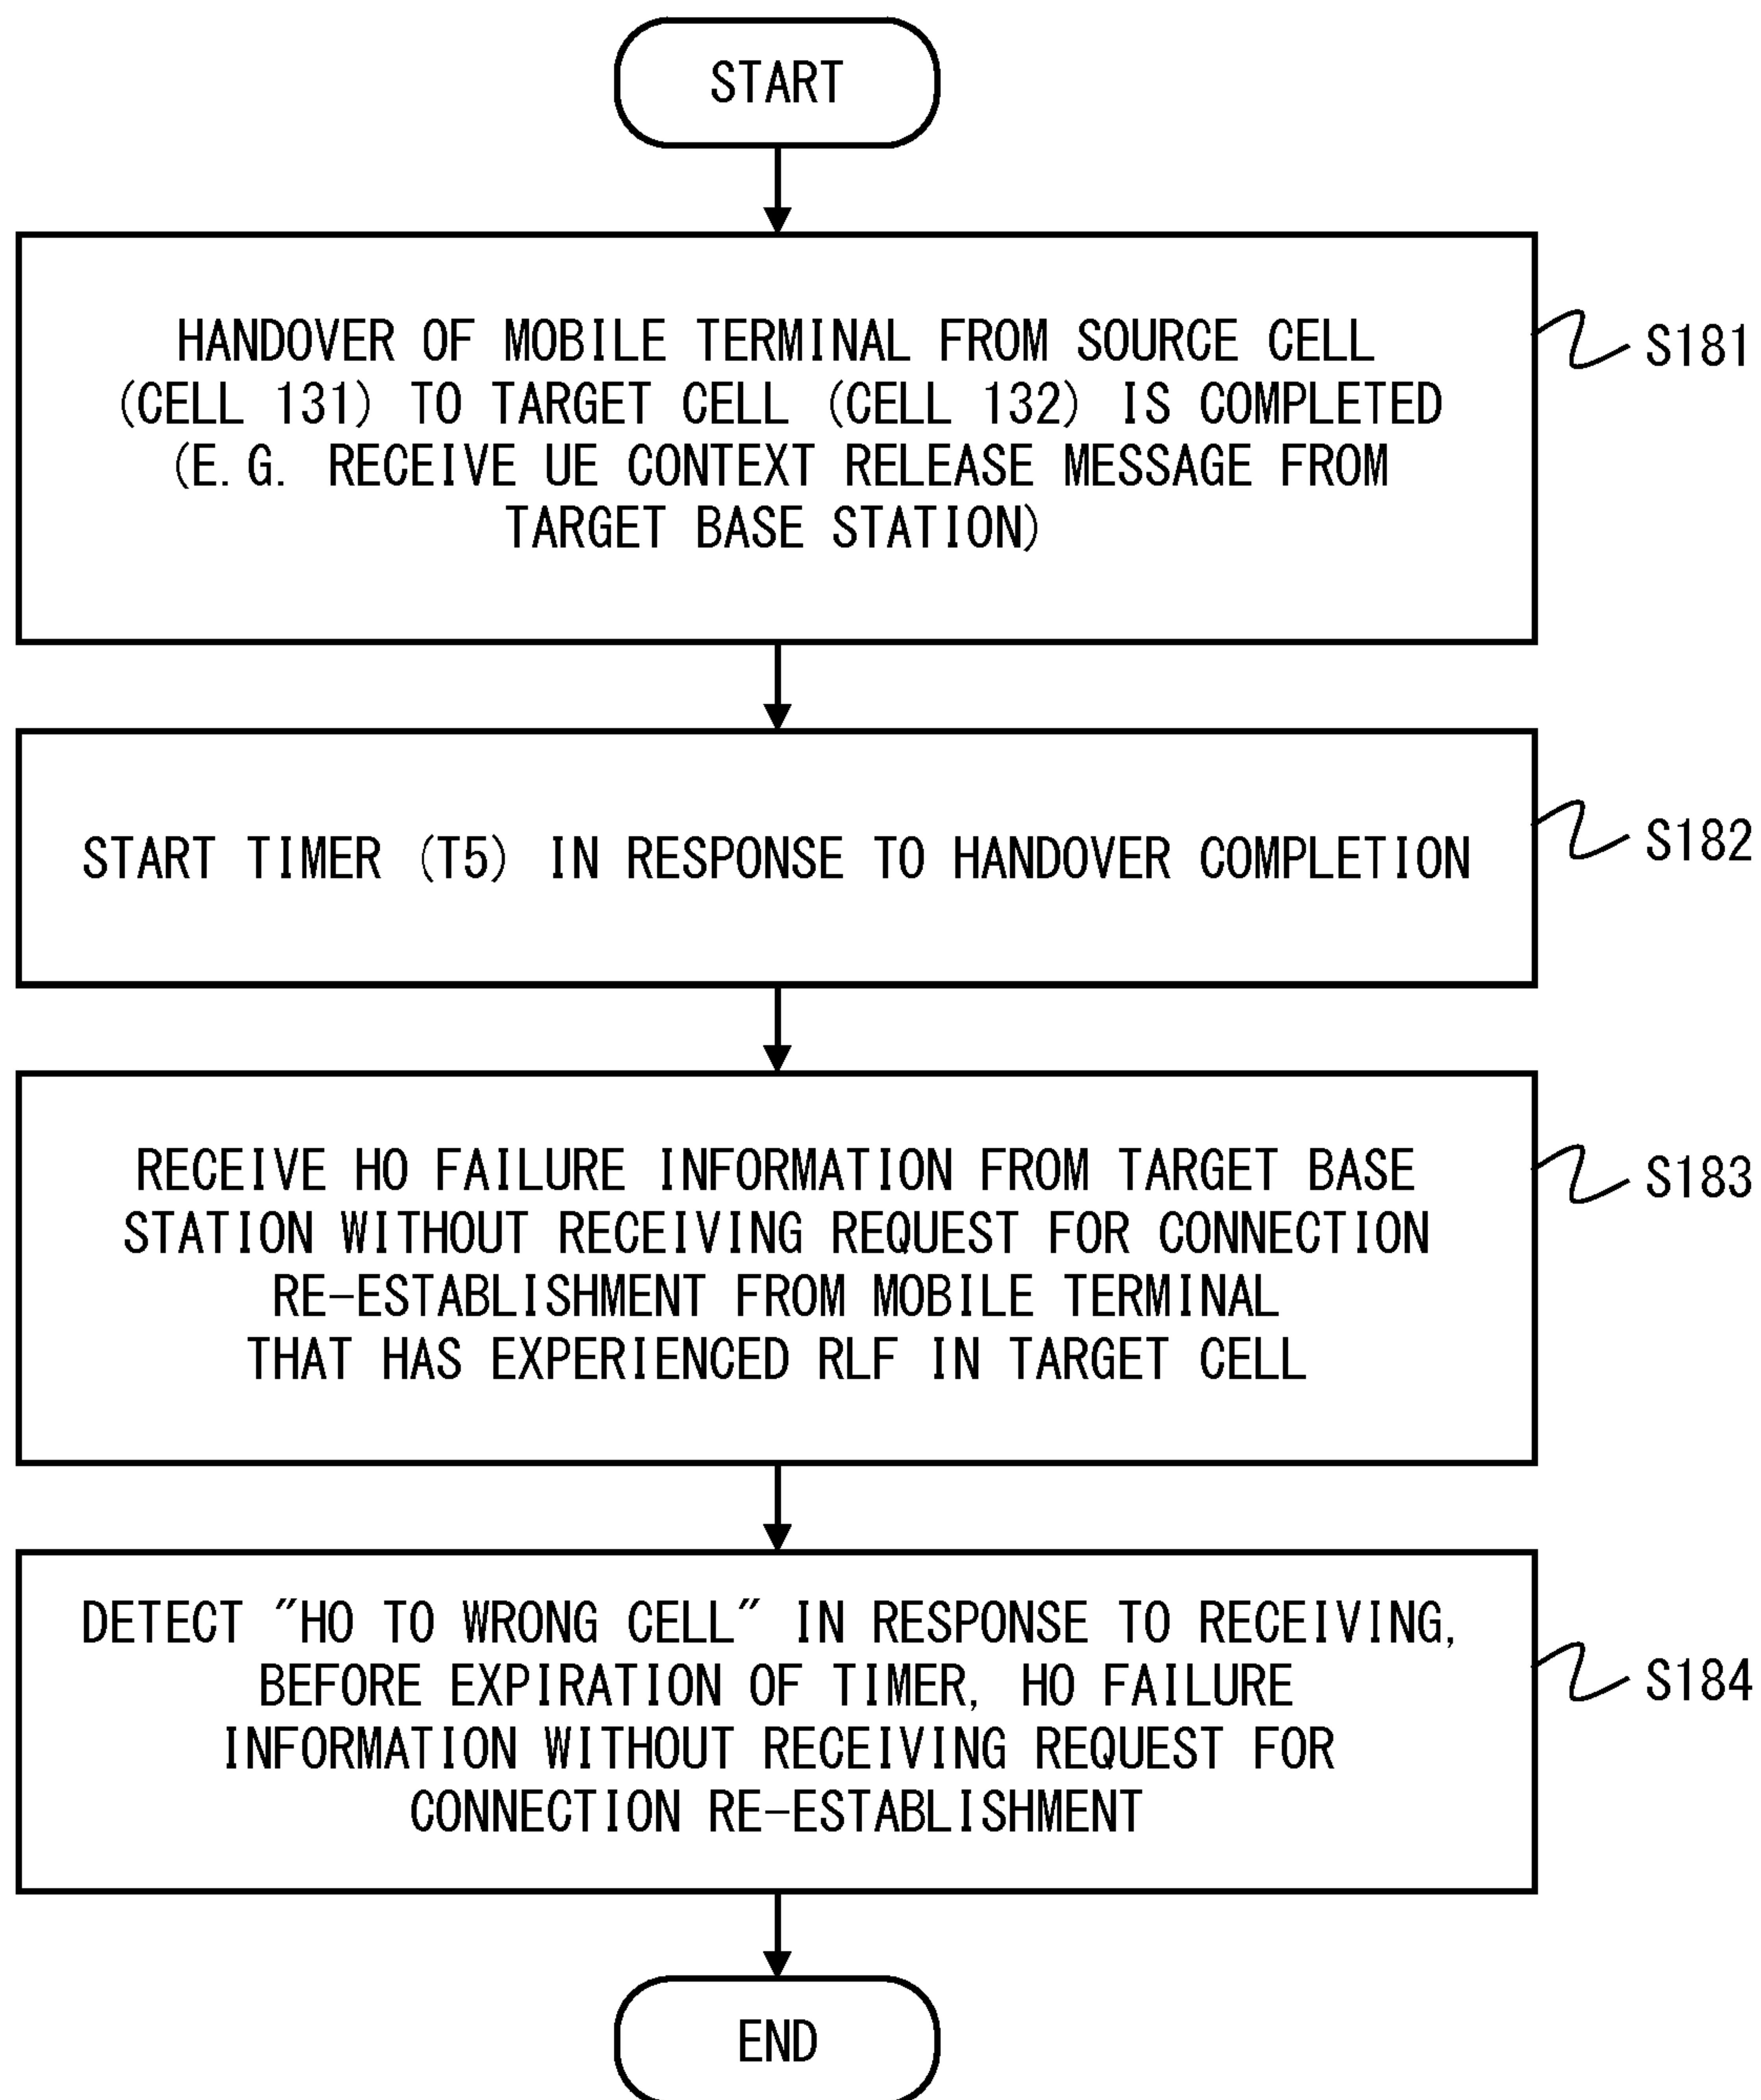 START
HANDOVER OF MOBILE TERMINAL FROM SOURCE CELL
(CELL 131) TO TARGET CELL (CELL 132) IS COMPLETED
(E.G. RECEIVE UE CONTEXT RELEASE MESSAGE FROM
TARGET BASE STATION)
S181
START TIMER (T5) IN RESPONSE TO HANDOVER COMPLETION
S182
RECEIVE HO FAILURE INFORMATION FROM TARGET BASE
STATION WITHOUT RECEIVING REQUEST FOR CONNECTION
RE-ESTABLISHMENT FROM MOBILE TERMINAL
THAT HAS EXPERIENCED RLF IN TARGET CELL
S183
DETECT "HO TO WRONG CELL" IN RESPONSE TO RECEIVING,
BEFORE EXPIRATION OF TIMER, HO FAILURE
INFORMATION WITHOUT RECEIVING REQUEST FOR
CONNECTION RE-ESTABLISHMENT
S184
END